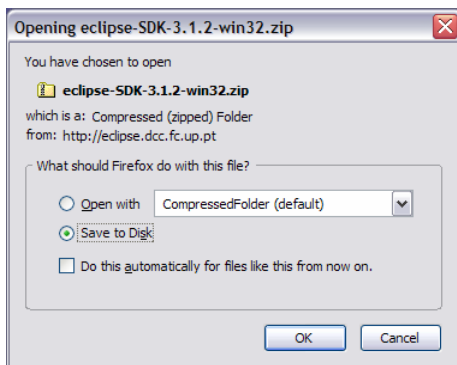 Opening eclipse-SDK-3.1.2-win32.zip
You have chosen to open
eclipse-SDK-3.1.2-win32.zip
which is a: Compressed (zipped) Folder
from: http://eclipse.dcc.fc.up.pt
What should Firefox do with this file?
Open with CompressedFolder (default)
Save to Disk
Do this automatically for files like this from now on.
OK Cancel